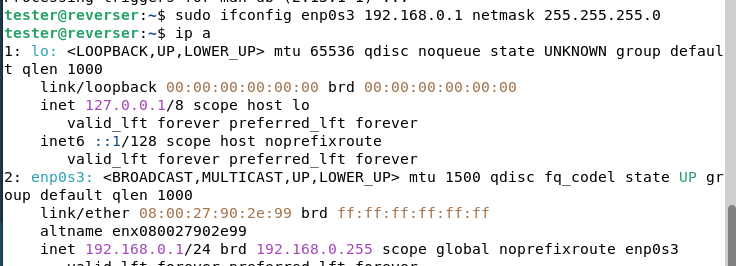 tester@reverser:~$ sudo ifconfig enp0s3 192.168.0.1 netmask 255.255.255.0
tester@reverser:~$ ip a
1: lo: <LOOPBACK,UP,LOWER_UP> mtu 65536 qdisc noqueue state UNKNOWN group defaul
t qlen 1000
    link/loopback 00:00:00:00:00:00 brd 00:00:00:00:00:00
    inet 127.0.0.1/8 scope host lo
       valid_lft forever preferred_lft forever
    inet6 ::1/128 scope host noprefixroute
       valid_lft forever preferred_lft forever
2: enp0s3: <BROADCAST,MULTICAST,UP,LOWER_UP> mtu 1500 qdisc fq_codel state UP gr
oup default qlen 1000
    link/ether 08:00:27:90:2e:99 brd ff:ff:ff:ff:ff:ff
    altname enx080027902e99
    inet 192.168.0.1/24 brd 192.168.0.255 scope global noprefixroute enp0s3
       valid_lft forever preferred_lft forever